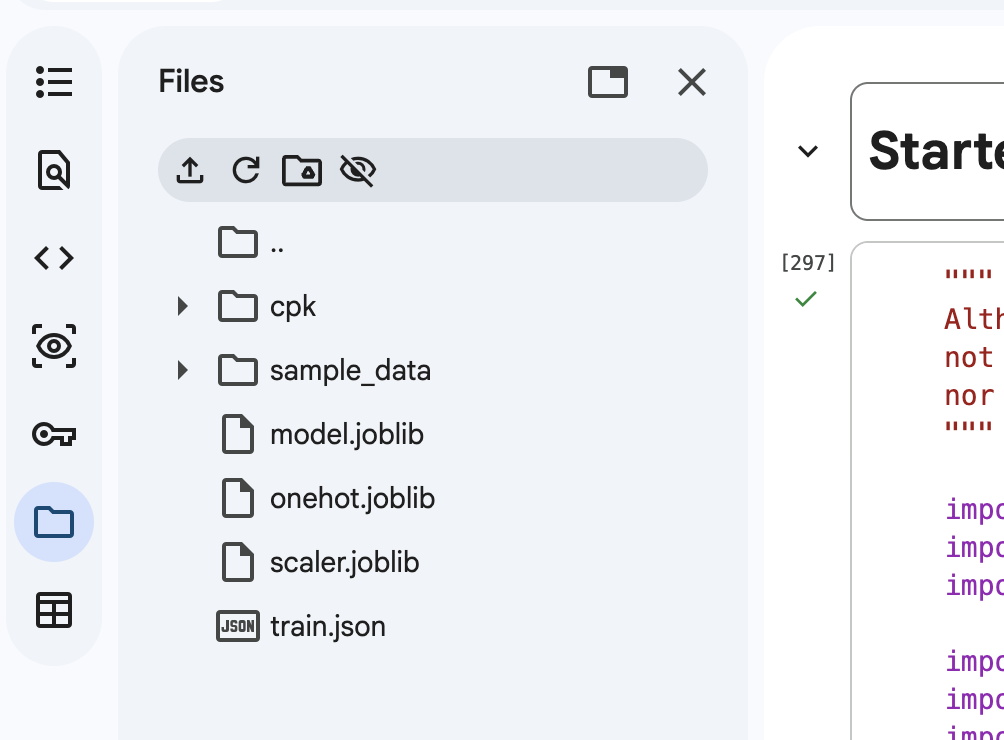 Files
..
cpk
sample_data
model.joblib
onehot.joblib
scaler.joblib
JSON train.json
Starte
[297]
"""
Alth
not
nor
"""
impo
impo
impo
impo
impo
impo